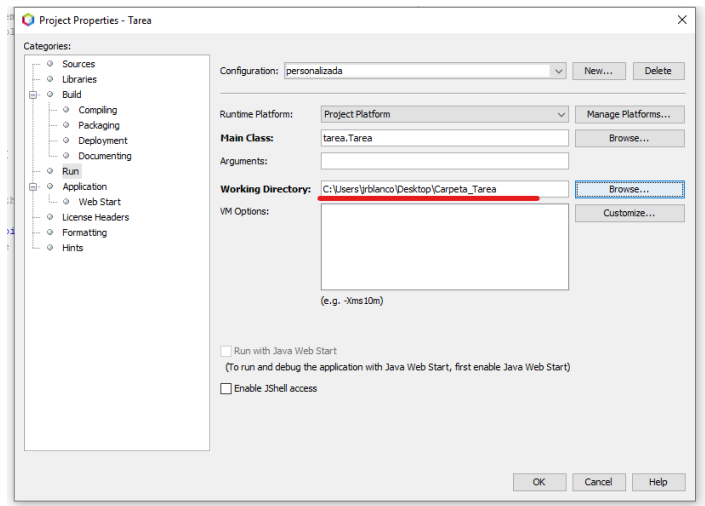 Project Properties - Tarea
Categories:
Sources
Libraries
Build
Compiling
Packaging
Deployment
Documenting
Run
Application
Web Start
License Headers
Formatting
Hints
Configuration: personalizada New... Delete
Runtime Platform: Project Platform Manage Platforms...
Main Class: tarea.Tarea Browse...
Arguments:
Working Directory: C:\Users\jrblanco\Desktop\Carpeta_Tarea Browse...
VM Options: Customize...
(e.g. -Xms10m)
Run with Java Web Start
(To run and debug the application with Java Web Start, first enable Java Web Start)
Enable JShell access
OK Cancel Help